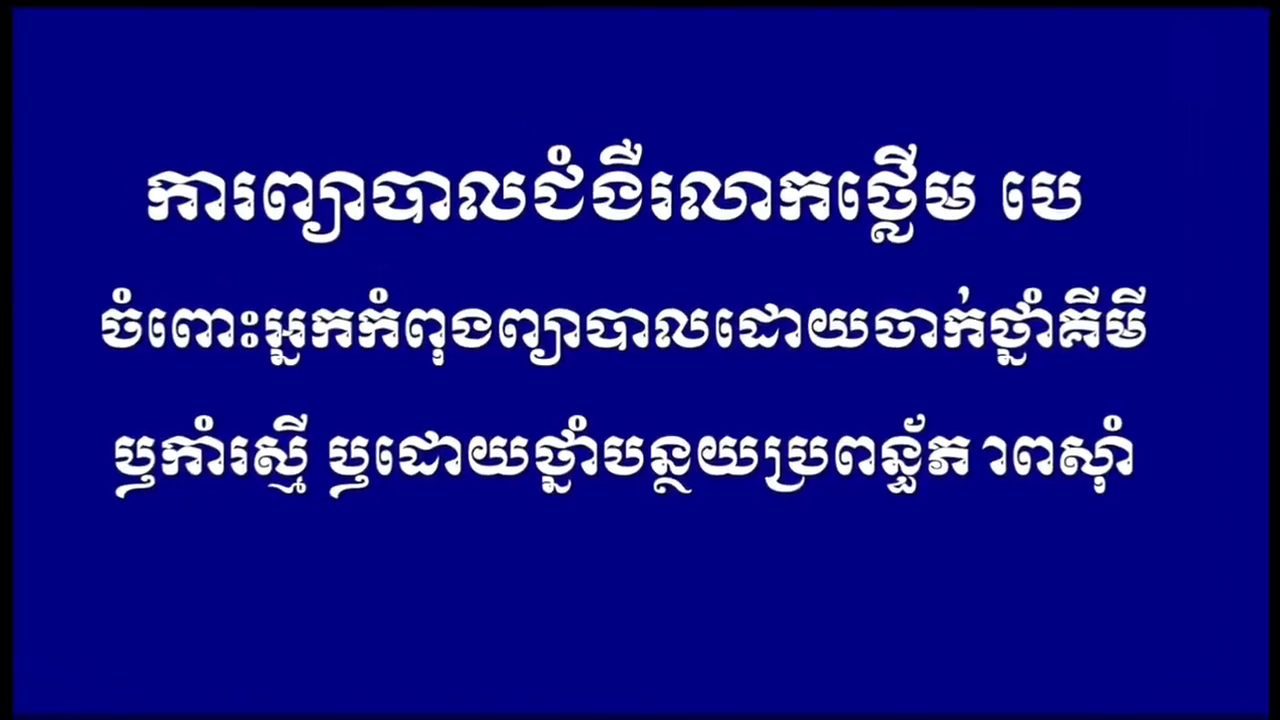 ការព្យាបាលជំងឺរលាកថ្លើម បេ
ចំពោះអ្នកកំពុងព្យាបាលដោយចាក់ថ្នាំគីមី
ឫកាំរស្មី ឫដោយថ្នាំបន្ថយប្រពន្ធ័ភាពស៊ាំ